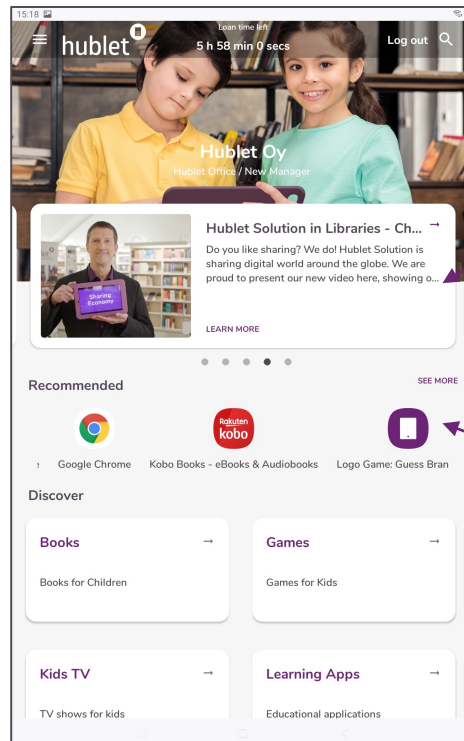 15:18
Loan time left
hublet
5 h 58 min 0 secs
Log out
Hublet Oy
Hublet Office / New Manager
Hublet Solution in Libraries - Ch...
Do you like sharing? We do! Hublet Solution is
sharing digital world around the globe. We are
proud to present our new video here, showing o...
Sharing
Economy
LEARN MORE
Recommended
SEE MORE
Rakuten
kobo
Google Chrome
Kobo Books - eBooks & Audiobooks
Logo Game: Guess Bran
Discover
Books
Games
Books for Children
Games for Kids
Kids TV
Learning Apps
TV shows for kids
Educational applications